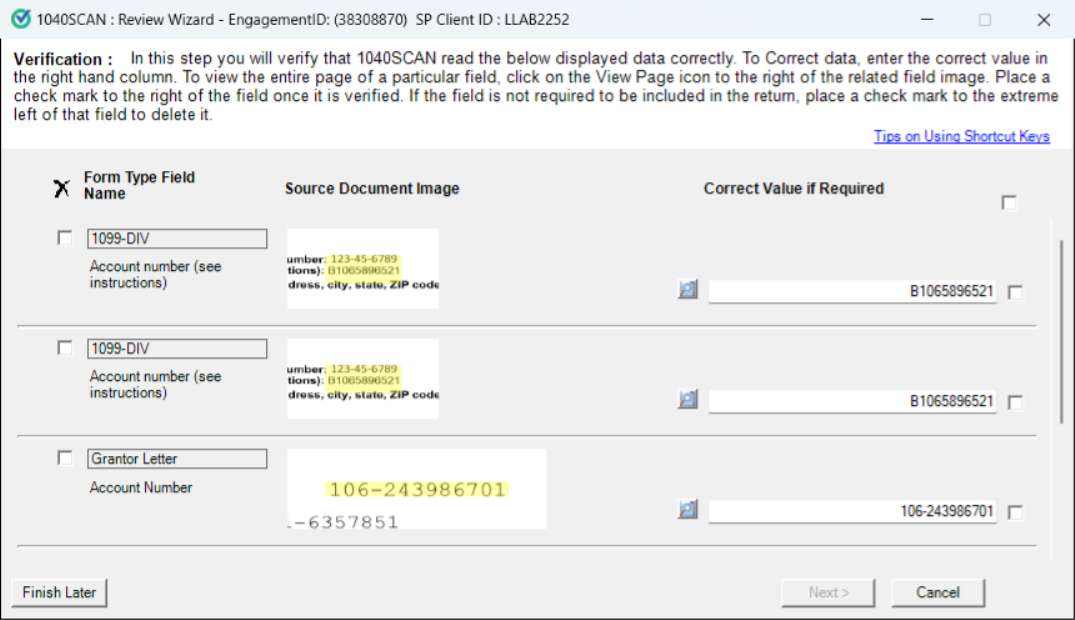 1040SCAN : Review Wizard - EngagementID: (38308870) SP Client ID : LLAB2252
Verification : In this step you will verify that 1040SCAN read the below displayed data correctly. To Correct data, enter the correct value in
the right hand column. To view the entire page of a particular field, click on the View Page icon to the right of the related field image. Place a
check mark to the right of the field once it is verified. If the field is not required to be included in the return, place a check mark to the extreme
left of that field to delete it.
Tips on Using Shortcut Keys
Form Type Field
Name
Source Document Image
Correct Value if Required
1099-DIV
Account number (see
instructions)
umber: 123-45-6789
tions): B1065896521
dress, city, state, ZIP code
B1065896521
1099-DIV
Account number (see
instructions)
umber: 123-45-6789
tions): B1065896521
dress, city, state, ZIP code
B1065896521
Grantor Letter
Account Number
106-243986701
-6357851
106-243986701
Finish Later
Next >
Cancel